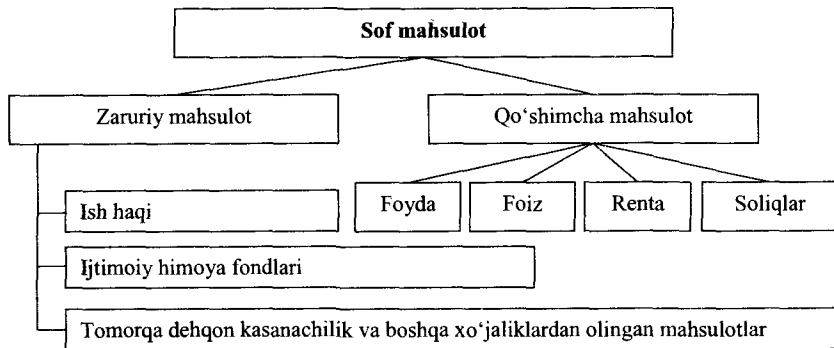 Sof mahsulot
Zaruriy mahsulot
Qo‘shimcha mahsulot
Ish haqi
Foyda
Foiz
Renta
Soliqlar
Ijtimoiy himoya fondlari
Tomorqa dehqon kasanachilik va boshqa xo‘jaliklardan olingan mahsulotlar